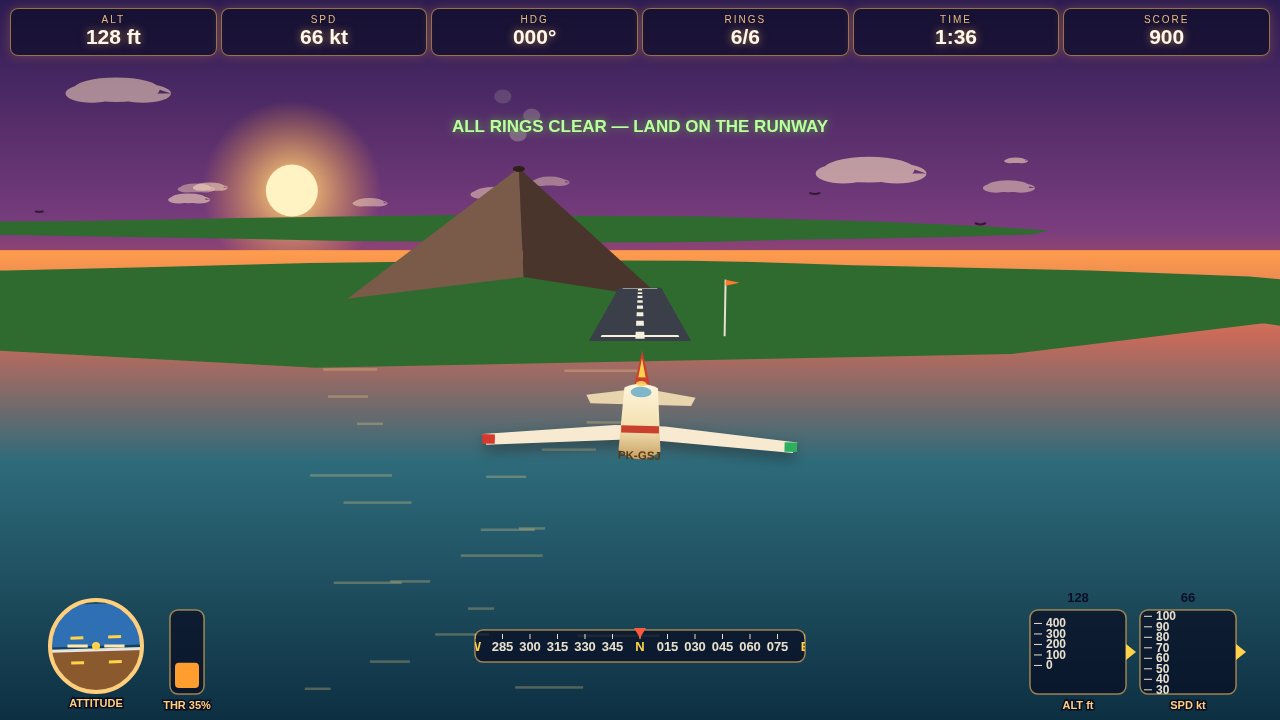 ALT
128 ft
SPD
66 kt
HDG
000°
RINGS
6/6
TIME
1:36
SCORE
900
ALL RINGS CLEAR — LAND ON THE RUNWAY
PK-GSJ
ATTITUDE
THR 35%
285 300 315 330 345 N 015 030 045 060 075
128
400
300
200
100
0
ALT ft
66
100
90
80
70
60
50
40
30
SPD kt